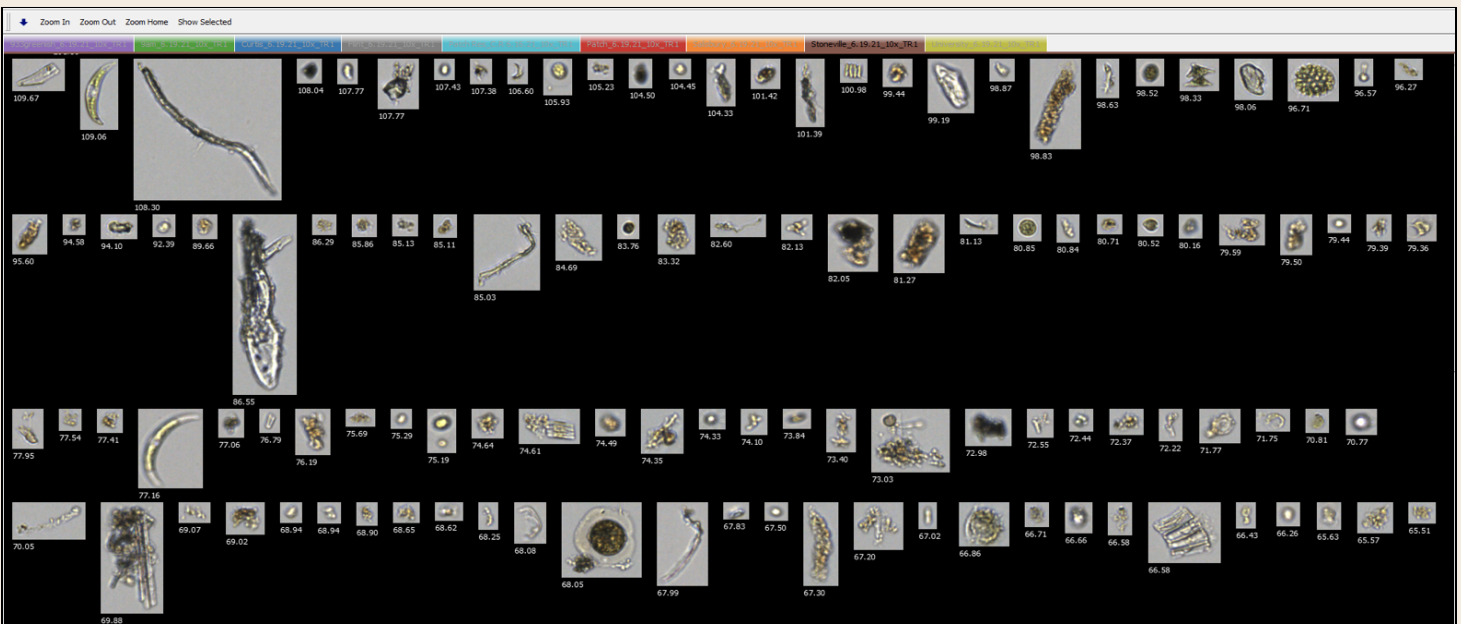 Zoom In Zoom Out Zoom Home Show Selected
Curtis_6.19.21_10x_TR1 Patch_6.19.21_10x_TR1 Stoneville_6.19.21_10x_TR1
109.67 109.06 108.30 108.04 107.77 107.77 107.43 107.38 106.60 105.93 105.23 104.50 104.45 104.33 101.42 101.39 100.98 99.44 99.19 98.87 98.83 98.63 98.52 98.33 98.06 96.71 96.57 96.27
95.60 94.58 94.10 92.39 89.66 86.55 86.29 85.86 85.13 85.11 85.03 84.69 83.76 83.32 82.60 82.13 82.05 81.27 81.13 80.85 80.84 80.71 80.52 80.16 79.59 79.50 79.44 79.39 79.36
77.95 77.54 77.41 77.16 77.06 76.79 76.19 75.69 75.29 75.19 74.64 74.61 74.49 74.35 74.33 74.10 73.84 73.40 73.03 72.98 72.55 72.44 72.37 72.22 71.77 71.75 70.81 70.77
70.05 69.88 69.07 69.02 68.94 68.94 68.90 68.65 68.62 68.25 68.08 68.05 67.99 67.83 67.50 67.30 67.20 67.02 66.86 66.71 66.66 66.58 66.58 66.43 66.26 65.63 65.57 65.51